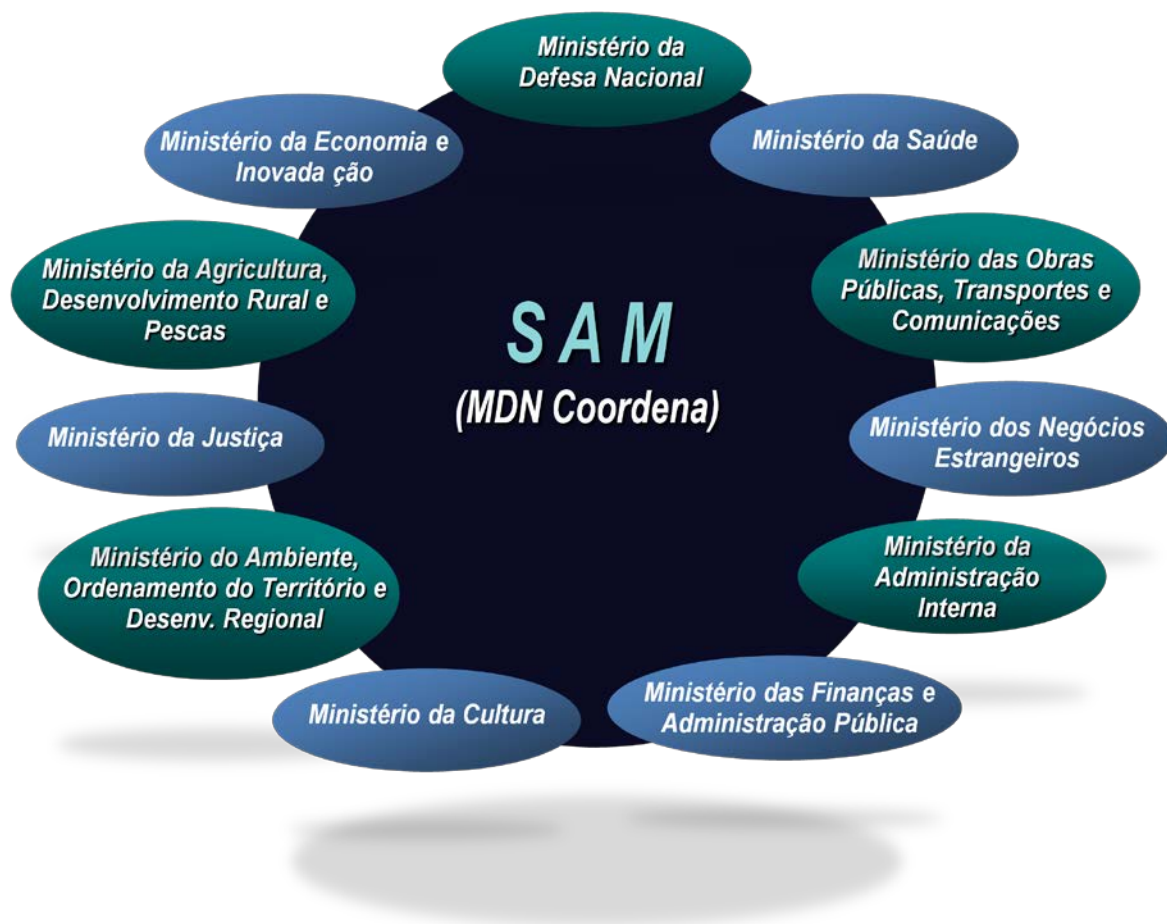 Ministério da
Defesa Nacional
Ministério da Economia e
Inovada ção
Ministério da Saúde
Ministério da Agricultura,
Desenvolvimento Rural e
Pescas
Ministério das Obras
Públicas, Transportes e
Comunicações
S A M
(MDN Coordena)
Ministério da Justiça
Ministério dos Negócios
Estrangeiros
Ministério do Ambiente,
Ordenamento do Território e
Desenv. Regional
Ministério da
Administração
Interna
Ministério da Cultura
Ministério das Finanças e
Administração Pública